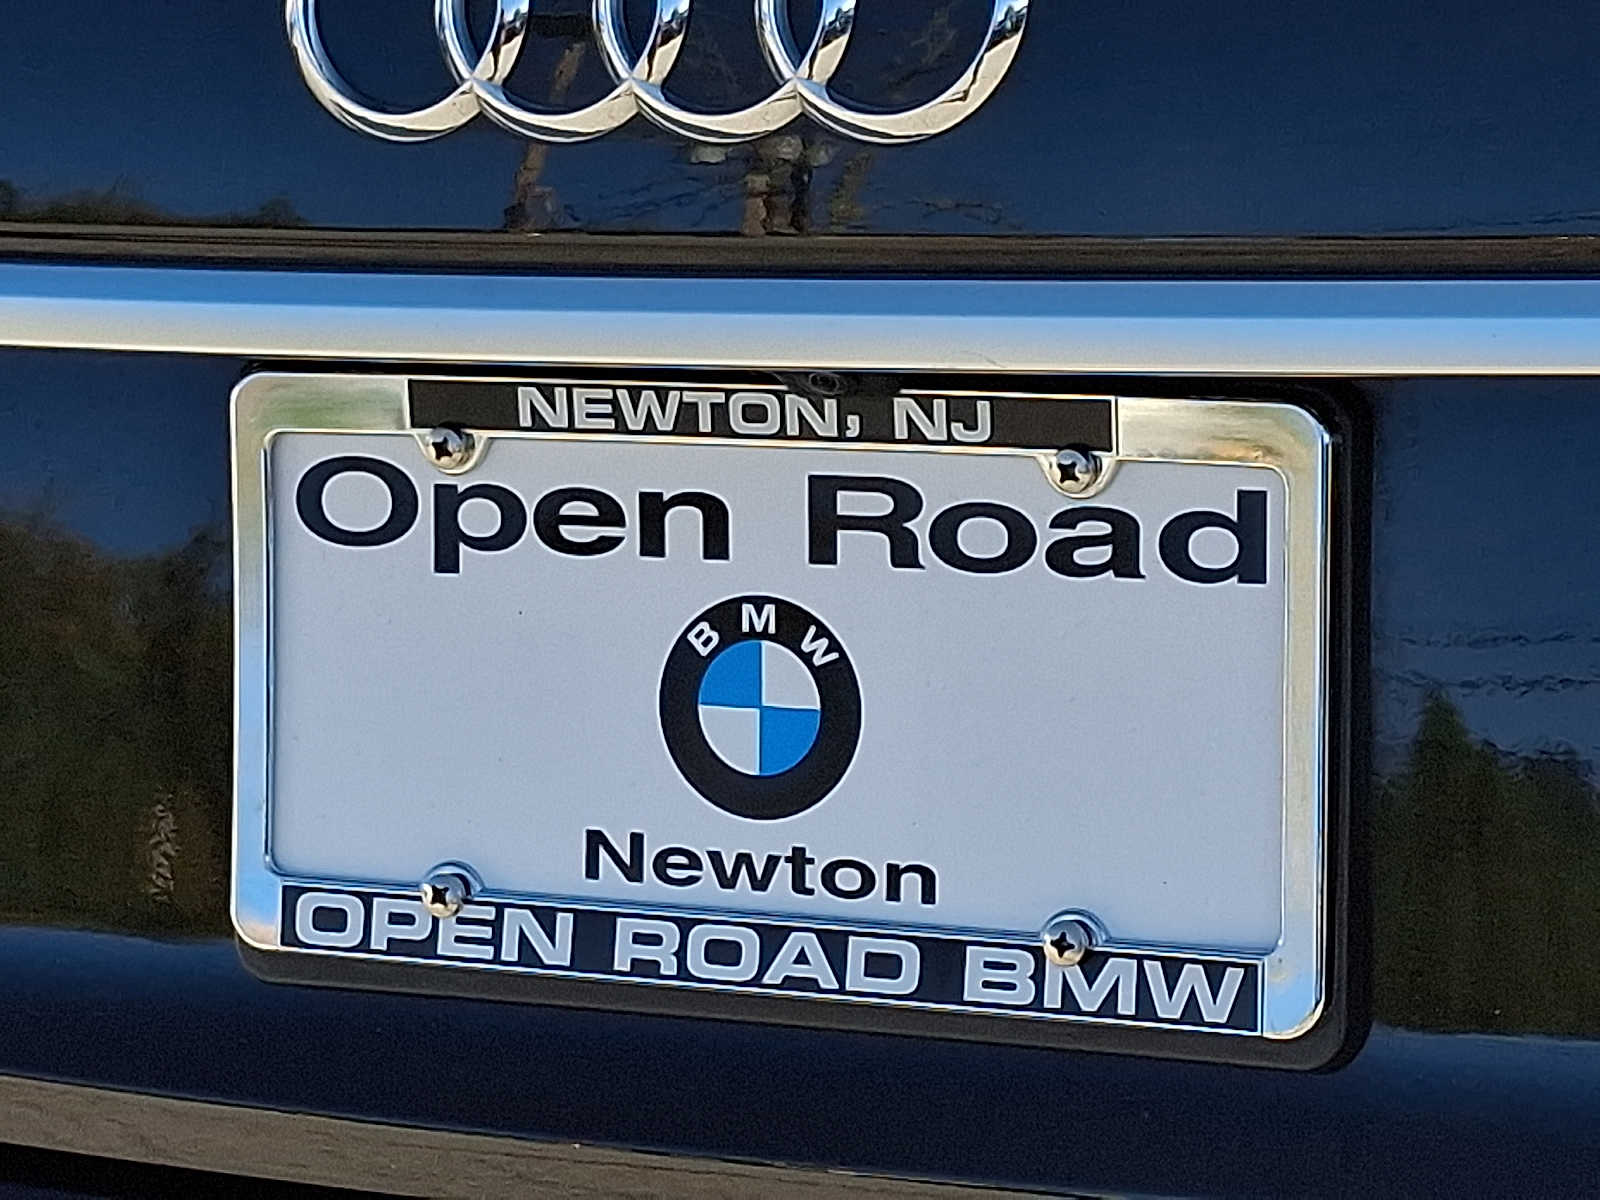 NEWTON, NJ
Open Road
BMW
Newton
OPEN ROAD BMW